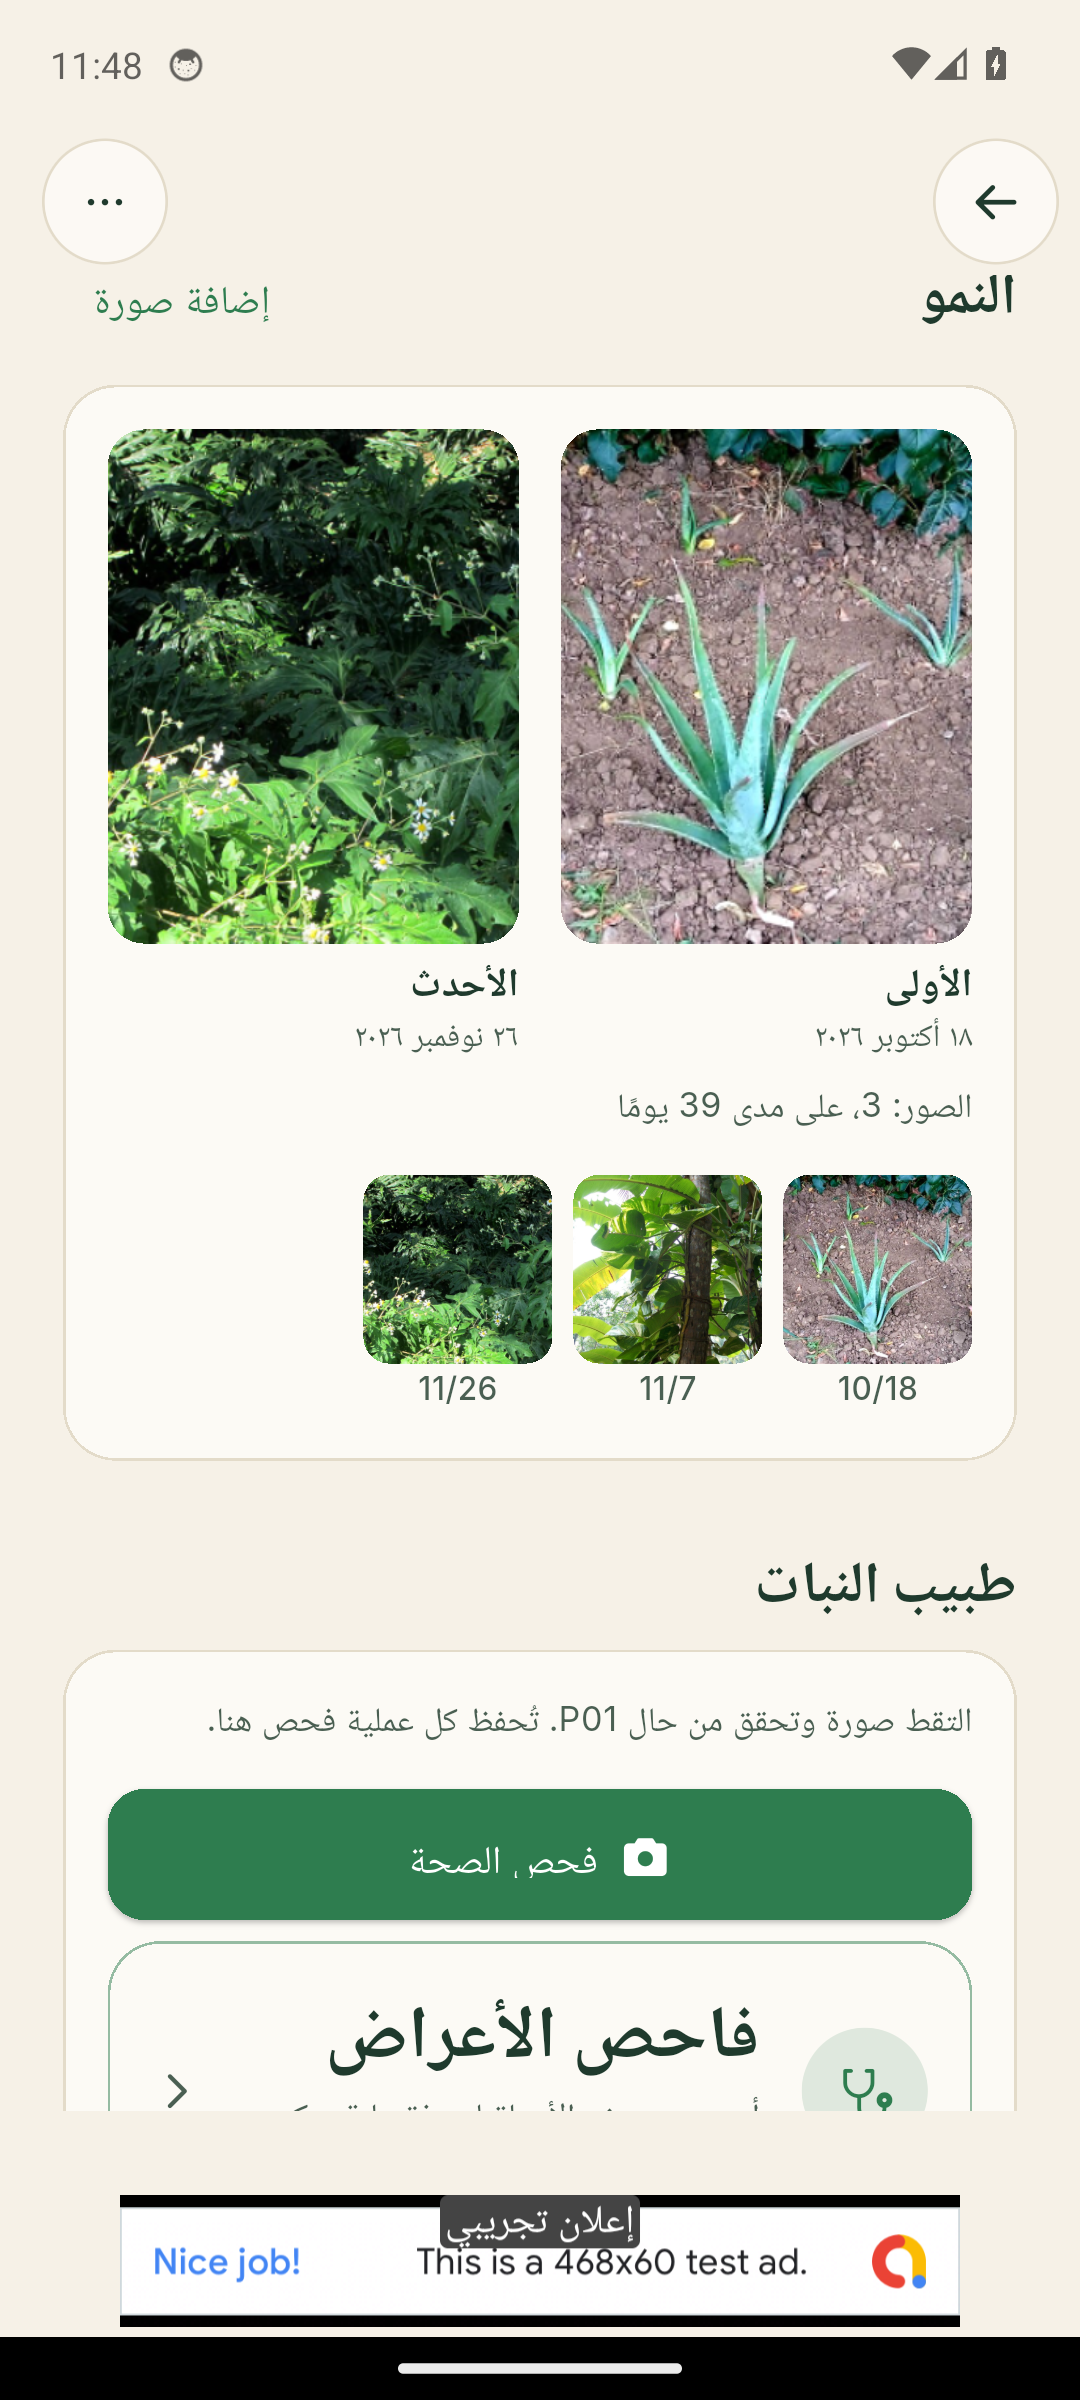 11:48
النمو
إضافة صورة
الأولى
الأحدث
١٨ أكتوبر ٢٠٢٦
٢٦ نوفمبر ٢٠٢٦
الصور: 3، على مدى 39 يومًا
10/18
11/7
11/26
طبيب النبات
التقط صورة وتحقق من حال P01. تُحفظ كل عملية فحص هنا.
فحص الصحة
فاحص الأعراض
إعلان تجريبي
Nice job!
This is a 468x60 test ad.